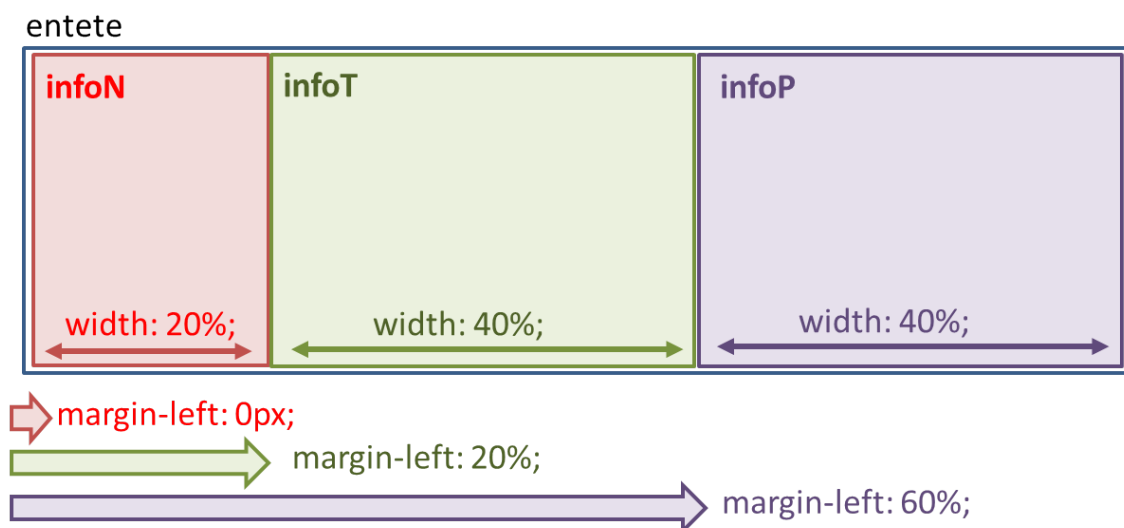 entete
infoN infoT infoP
width: 20%; width: 40%; width: 40%;
margin-left: 0px;
margin-left: 20%;
margin-left: 60%;